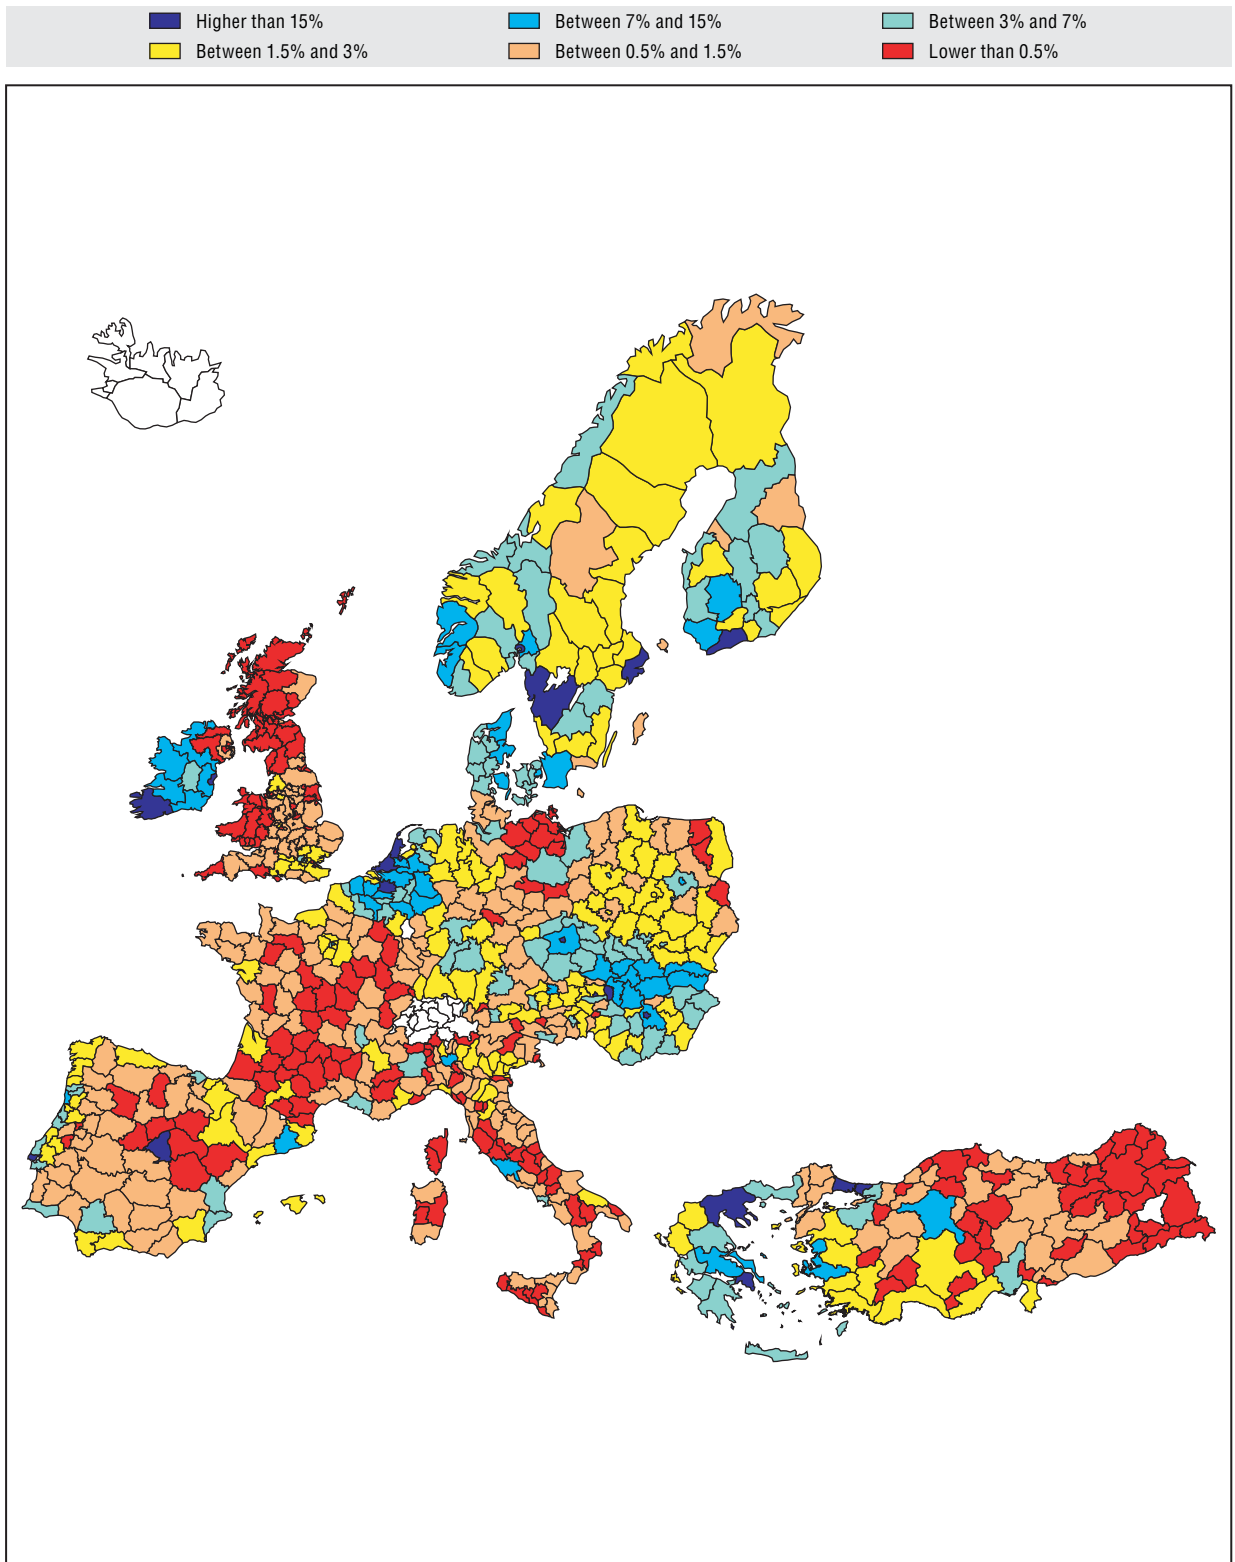 Higher than 15% Between 7% and 15% Between 3% and 7%
Between 1.5% and 3% Between 0.5% and 1.5% Lower than 0.5%